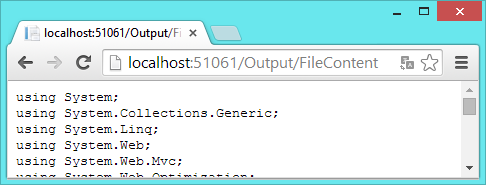 localhost:51061/Output/Fi
localhost:51061/Output/FileContent
using System;
using System.Collections.Generic;
using System.Linq;
using System.Web;
using System.Web.Mvc;
using System.Web.Optimization;